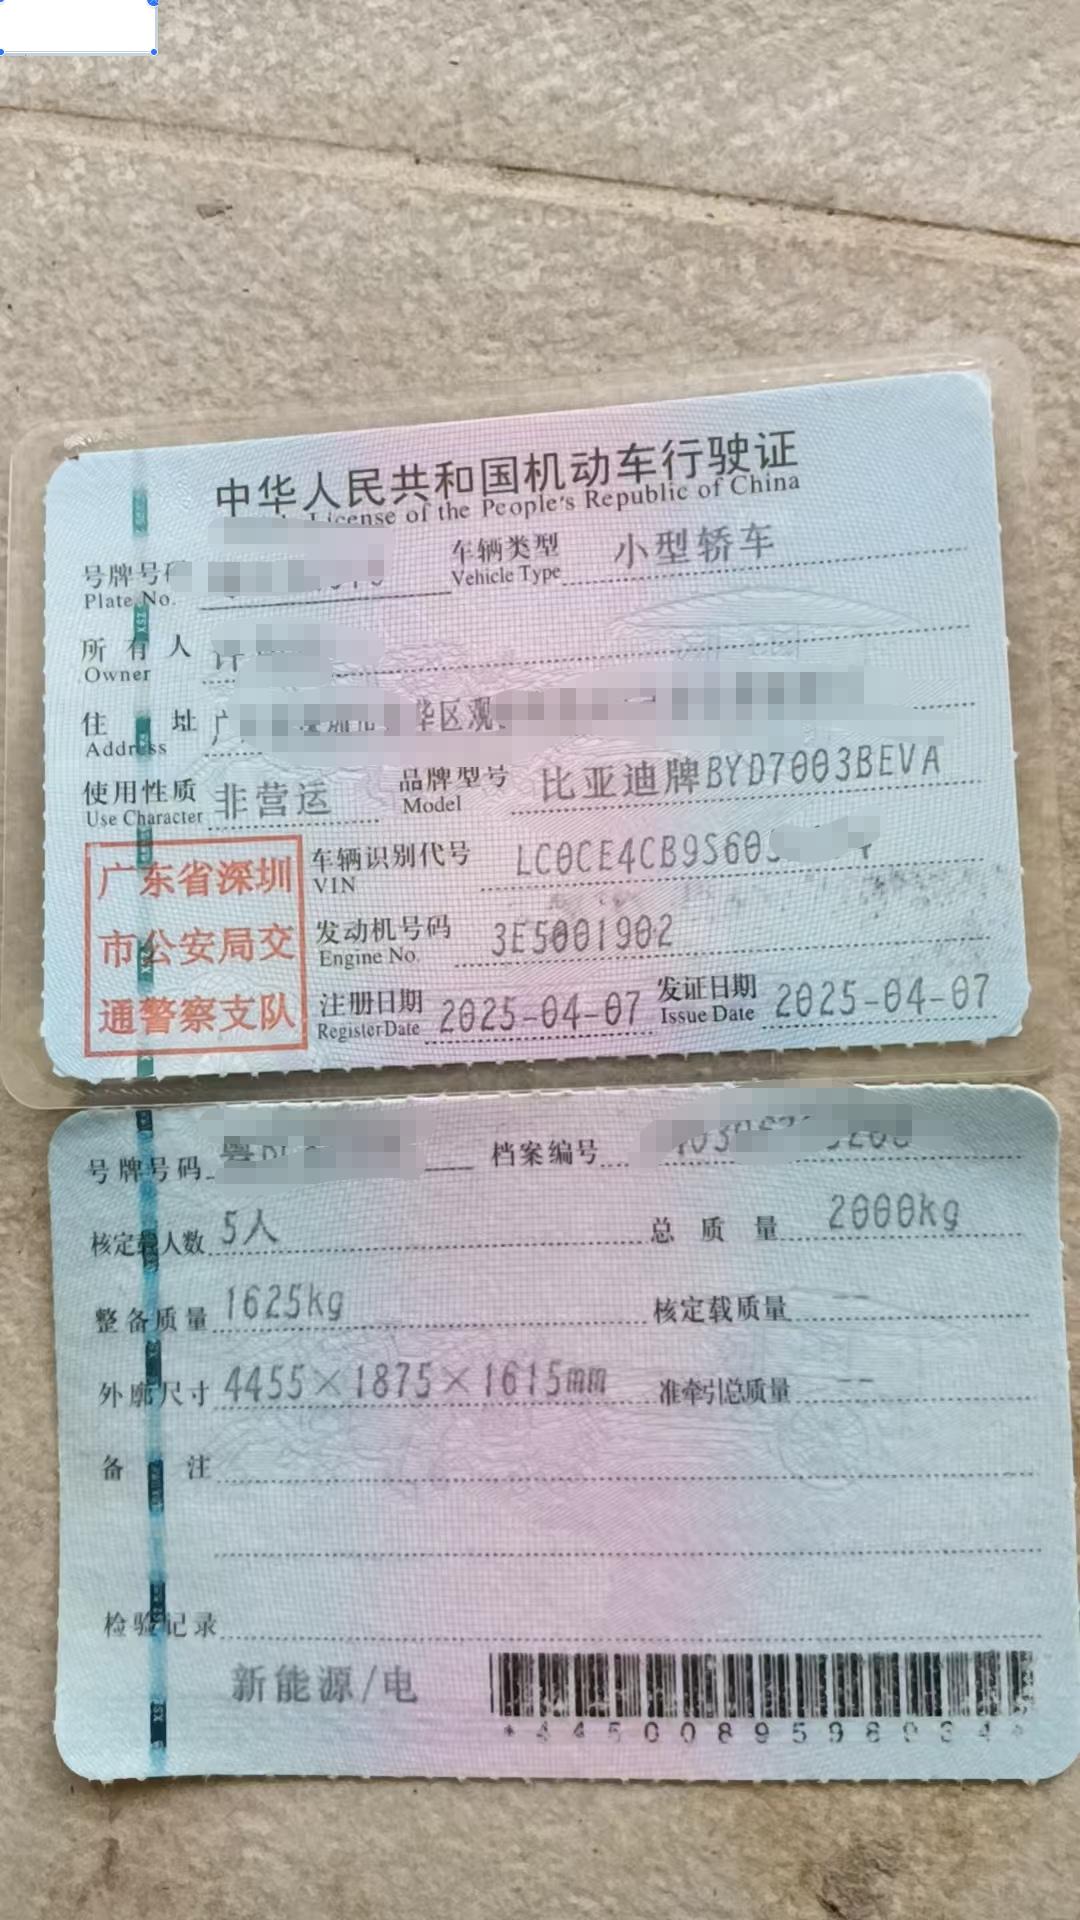 中华人民共和国机动车行驶证
License of the People's Republic of China
号牌号
Plate No.
车辆类型 小型轿车
Vehicle Type
所有人
Owner
住址 华区观
Address
使用性质 非营运
Use Character
品牌型号 比亚迪牌BYD7003BEVA
Model
广东省深圳
市公安局交
通警察支队
车辆识别代号 LC0CE4CB9S60
VIN
发动机号码 3E5001902
Engine No.
注册日期 2025-04-07 发证日期 2025-04-07
Register Date Issue Date
号牌号码 档案编号
核定载人数 5人 总质量 2000kg
整备质量 1625kg 核定载质量 --
外廓尺寸 4455×1875×1615mm 准牵引总质量 --
备注
检验记录
新能源/电
*4450089598934*